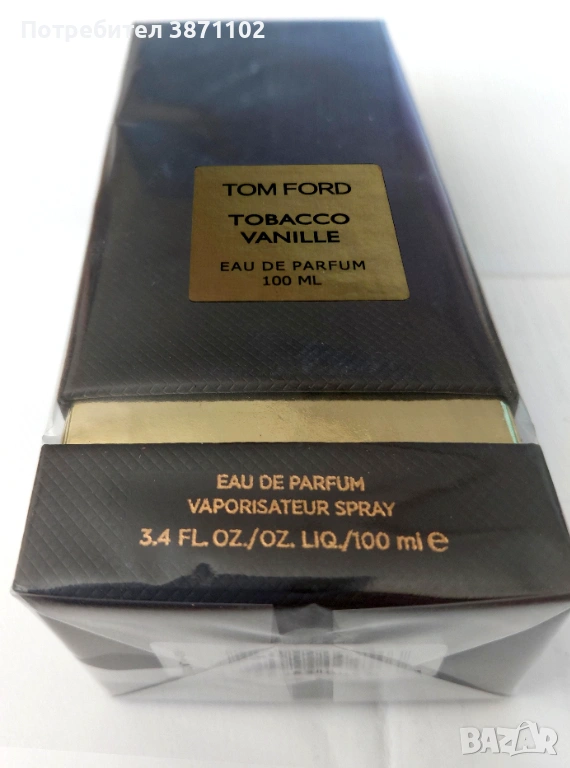 Потребител 3871102
TOM FORD
TOBACCO
VANILLE
EAU DE PARFUM
100 ML
EAU DE PARFUM
VAPORISATEUR SPRAY
3.4 FL. OZ./OZ. LIQ./100 ml e
BAZAR